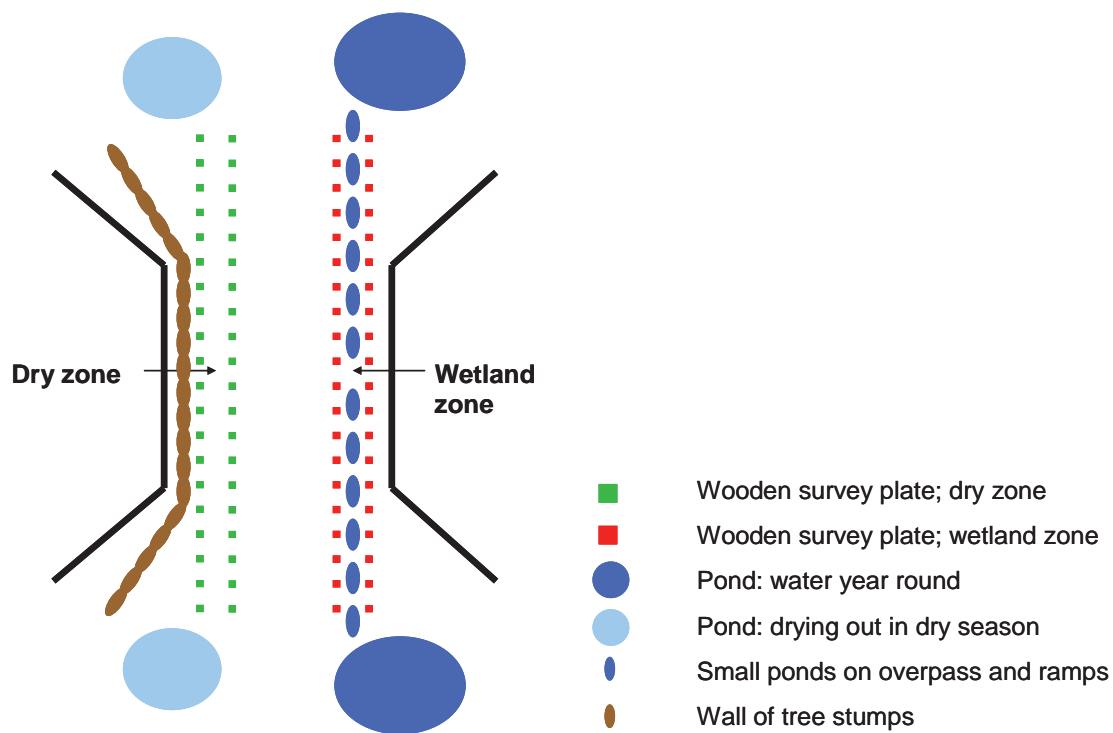 Dry zone
Wetland
zone
Wooden survey plate; dry zone
Wooden survey plate; wetland zone
Pond: water year round
Pond: drying out in dry season
Small ponds on overpass and ramps
Wall of tree stumps